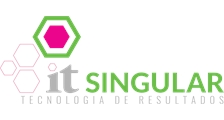 it SINGULAR
TECNOLOGIA DE RESULTADOS